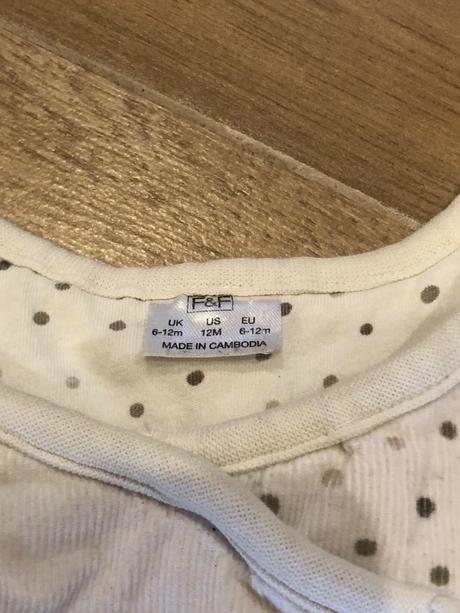 F&F
UK US EU
6-12m 12M 6-12m
MADE IN CAMBODIA